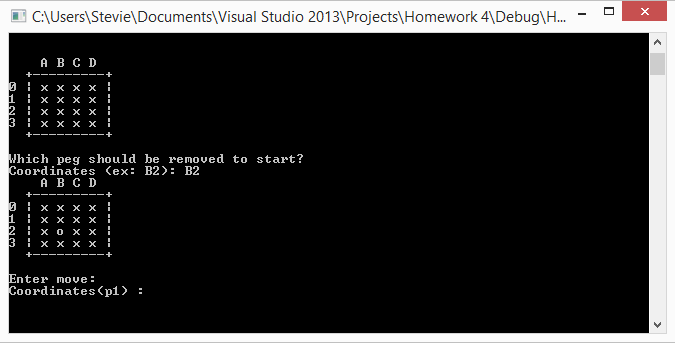 C:\Users\Stevie\Documents\Visual Studio 2013\Projects\Homework 4\Debug\H...
    A B C D
  +---------+
0 ¦ x x x x ¦
1 ¦ x x x x ¦
2 ¦ x x x x ¦
3 ¦ x x x x ¦
  +---------+
Which peg should be removed to start?
Coordinates (ex: B2): B2
    A B C D
  +---------+
0 ¦ x x x x ¦
1 ¦ x x x x ¦
2 ¦ x o x x ¦
3 ¦ x x x x ¦
  +---------+
Enter move:
Coordinates(p1) :